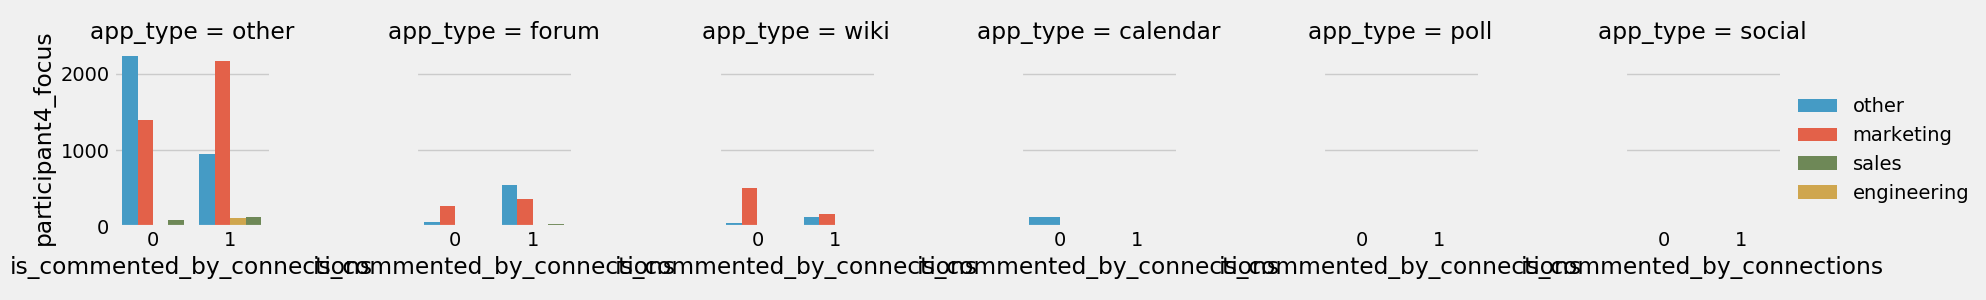 app_type = other
app_type = forum
app_type = wiki
app_type = calendar
app_type = poll
app_type = social
participant4_focus
2000
1000
0
0 1
0 1
0 1
0 1
0 1
0 1
is_commented_by_connections
is_commented_by_connections
is_commented_by_connections
is_commented_by_connections
is_commented_by_connections
is_commented_by_connections
other
marketing
sales
engineering